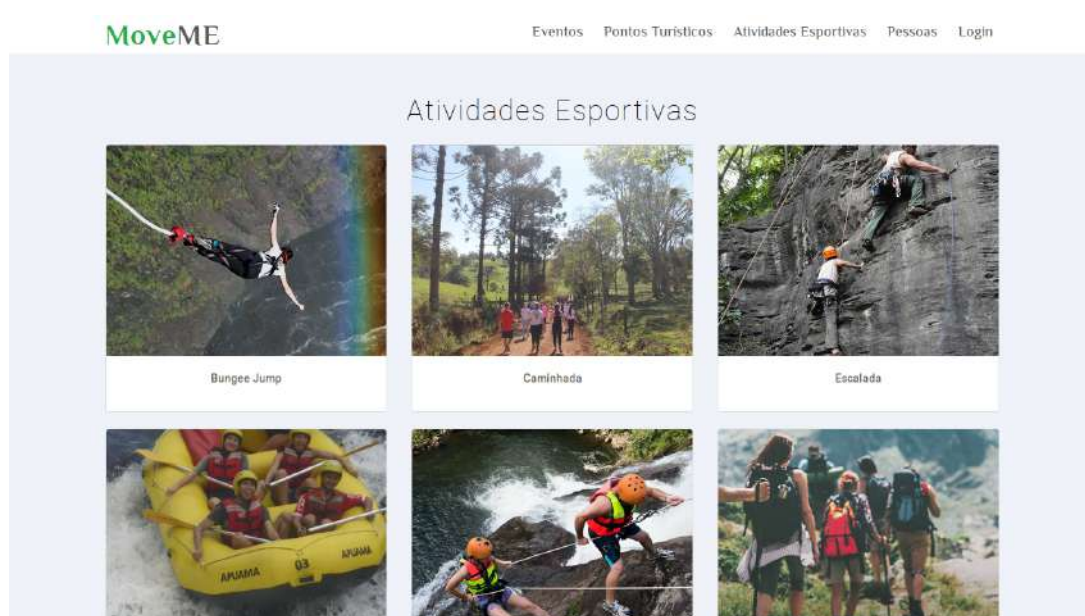 MoveME
Eventos Pontos Turísticos Atividades Esportivas Pessoas Login
Atividades Esportivas
Bungee Jump
Caminhada
Escalada
APUAMA 03 APUAMA